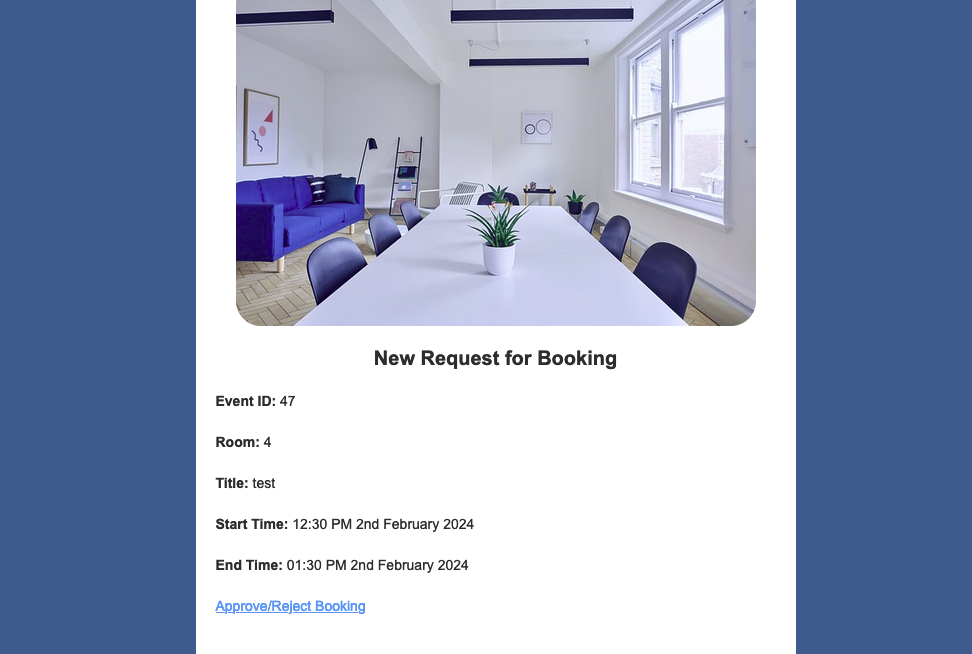 New Request for Booking
Event ID: 47
Room: 4
Title: test
Start Time: 12:30 PM 2nd February 2024
End Time: 01:30 PM 2nd February 2024
Approve/Reject Booking